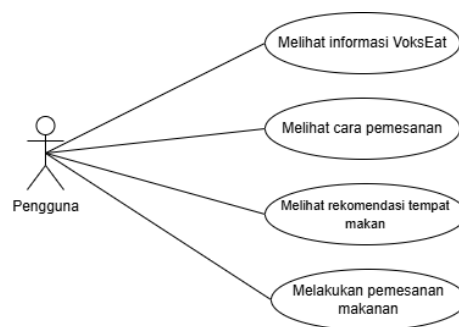 Melihat informasi VoksEat
Melihat cara pemesanan
Pengguna
Melihat rekomendasi tempat
makan
Melakukan pemesanan
makanan